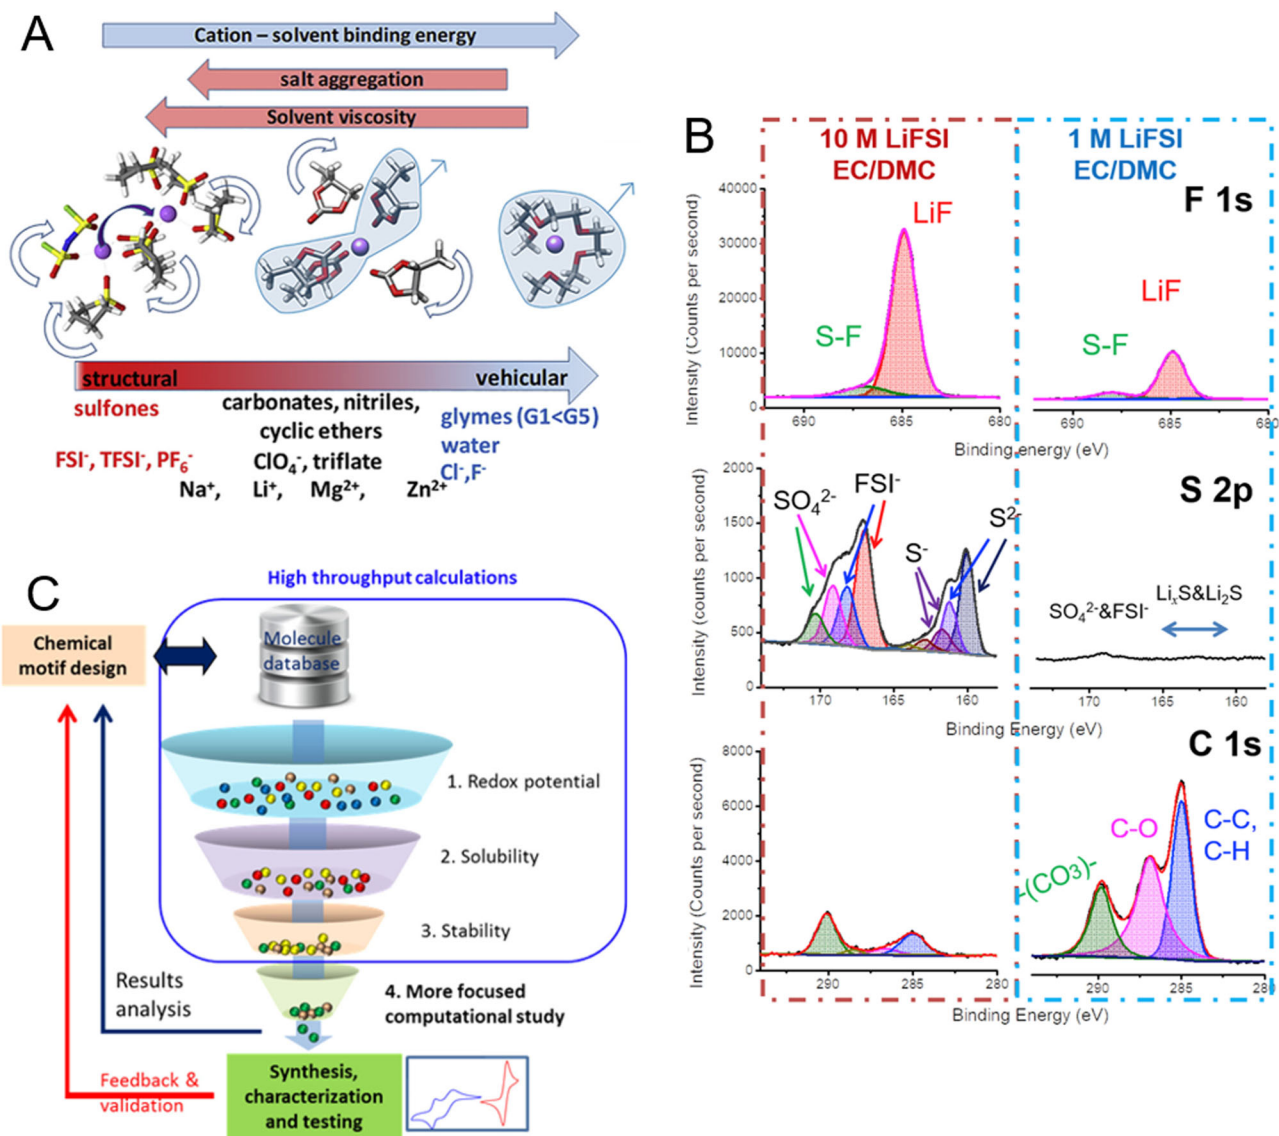 A
Cation – solvent binding energy
salt aggregation
Solvent viscosity
structural
vehicular
sulfones
carbonates, nitriles,
cyclic ethers
glymes (G1<G5)
water
Cl⁻,F⁻
FSI⁻, TFSI⁻, PF₆⁻
ClO₄⁻, triflate
Na⁺, Li⁺, Mg²⁺, Zn²⁺
B
10 M LiFSI
EC/DMC
1 M LiFSI
EC/DMC
F 1s
Intensity (Counts per second)
40000
30000
20000
10000
0
S-F
LiF
S-F
LiF
690 685 680
690 685 680
Binding energy (eV)
S 2p
Intensity (counts per second)
2000
1500
1000
500
0
SO₄²⁻
FSI⁻
S⁻
S²⁻
SO₄²⁻&FSI⁻
LiₓS&Li₂S
170 165 160
170 165 160
Binding Energy (eV)
C 1s
Intensity (Counts per second)
8000
6000
4000
2000
0
-(CO3)-
C-O
C-C,
C-H
290 285 280
290 285 280
Binding Energy (eV)
C
High throughput calculations
Chemical
motif design
Molecule
database
1. Redox potential
2. Solubility
3. Stability
4. More focused
computational study
Results
analysis
Feedback &
validation
Synthesis,
characterization
and testing